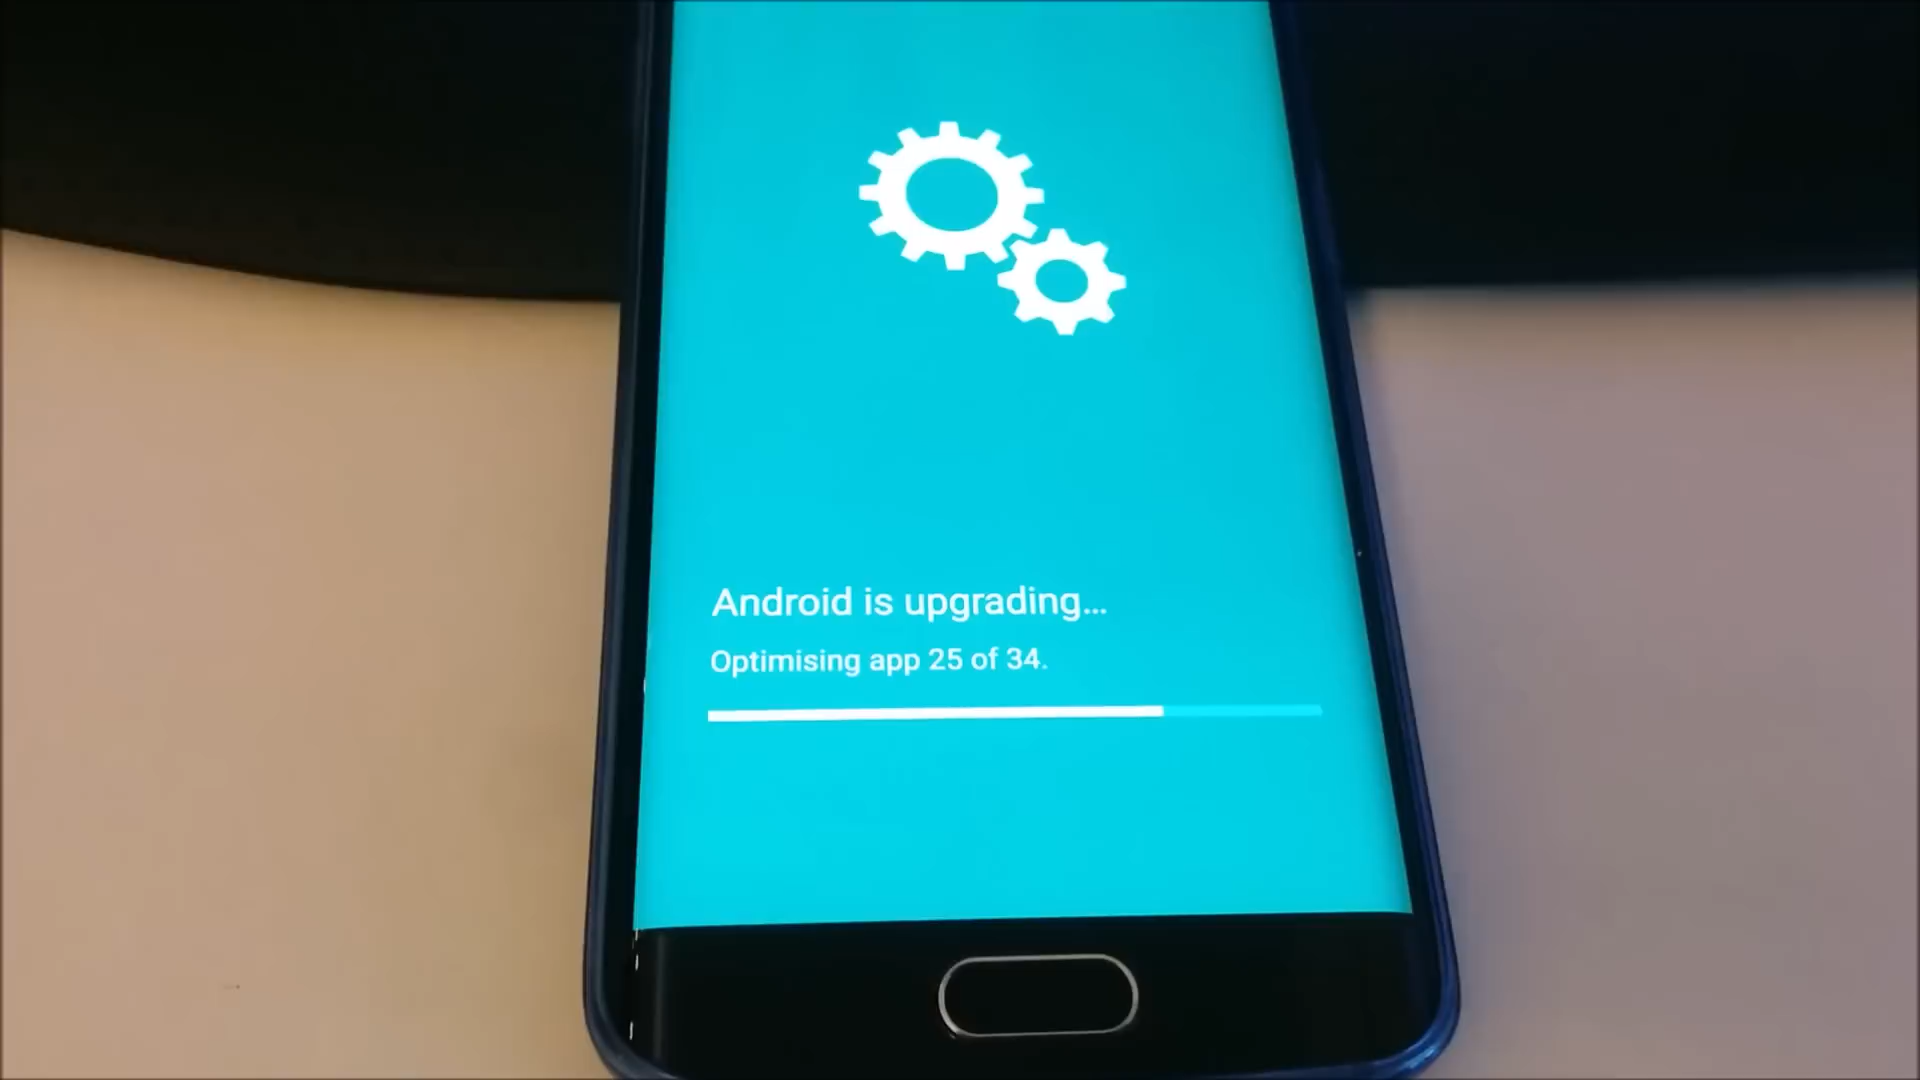 Android is upgrading...
Optimising app 25 of 34.